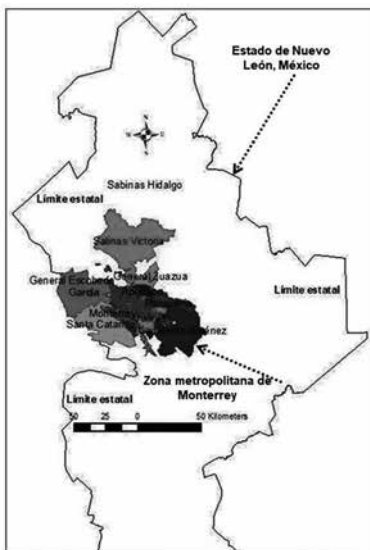 Estado de Nuevo
León, México
N
Sabinas Hidalgo
Límite estatal
Salinas Victoria
General Zuazua
General Escobedo
García
Límite estatal
Monterrey
Santa Catarina
Zona metropolitana de
Monterrey
Límite estatal
50 0 50 Kilometers